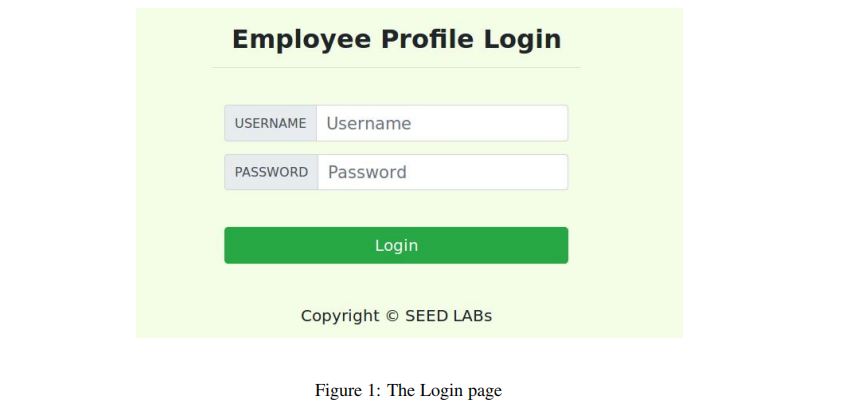 Employee Profile Login
USERNAME Username
PASSWORD Password
Login
Copyright © SEED LABs
Figure 1: The Login page